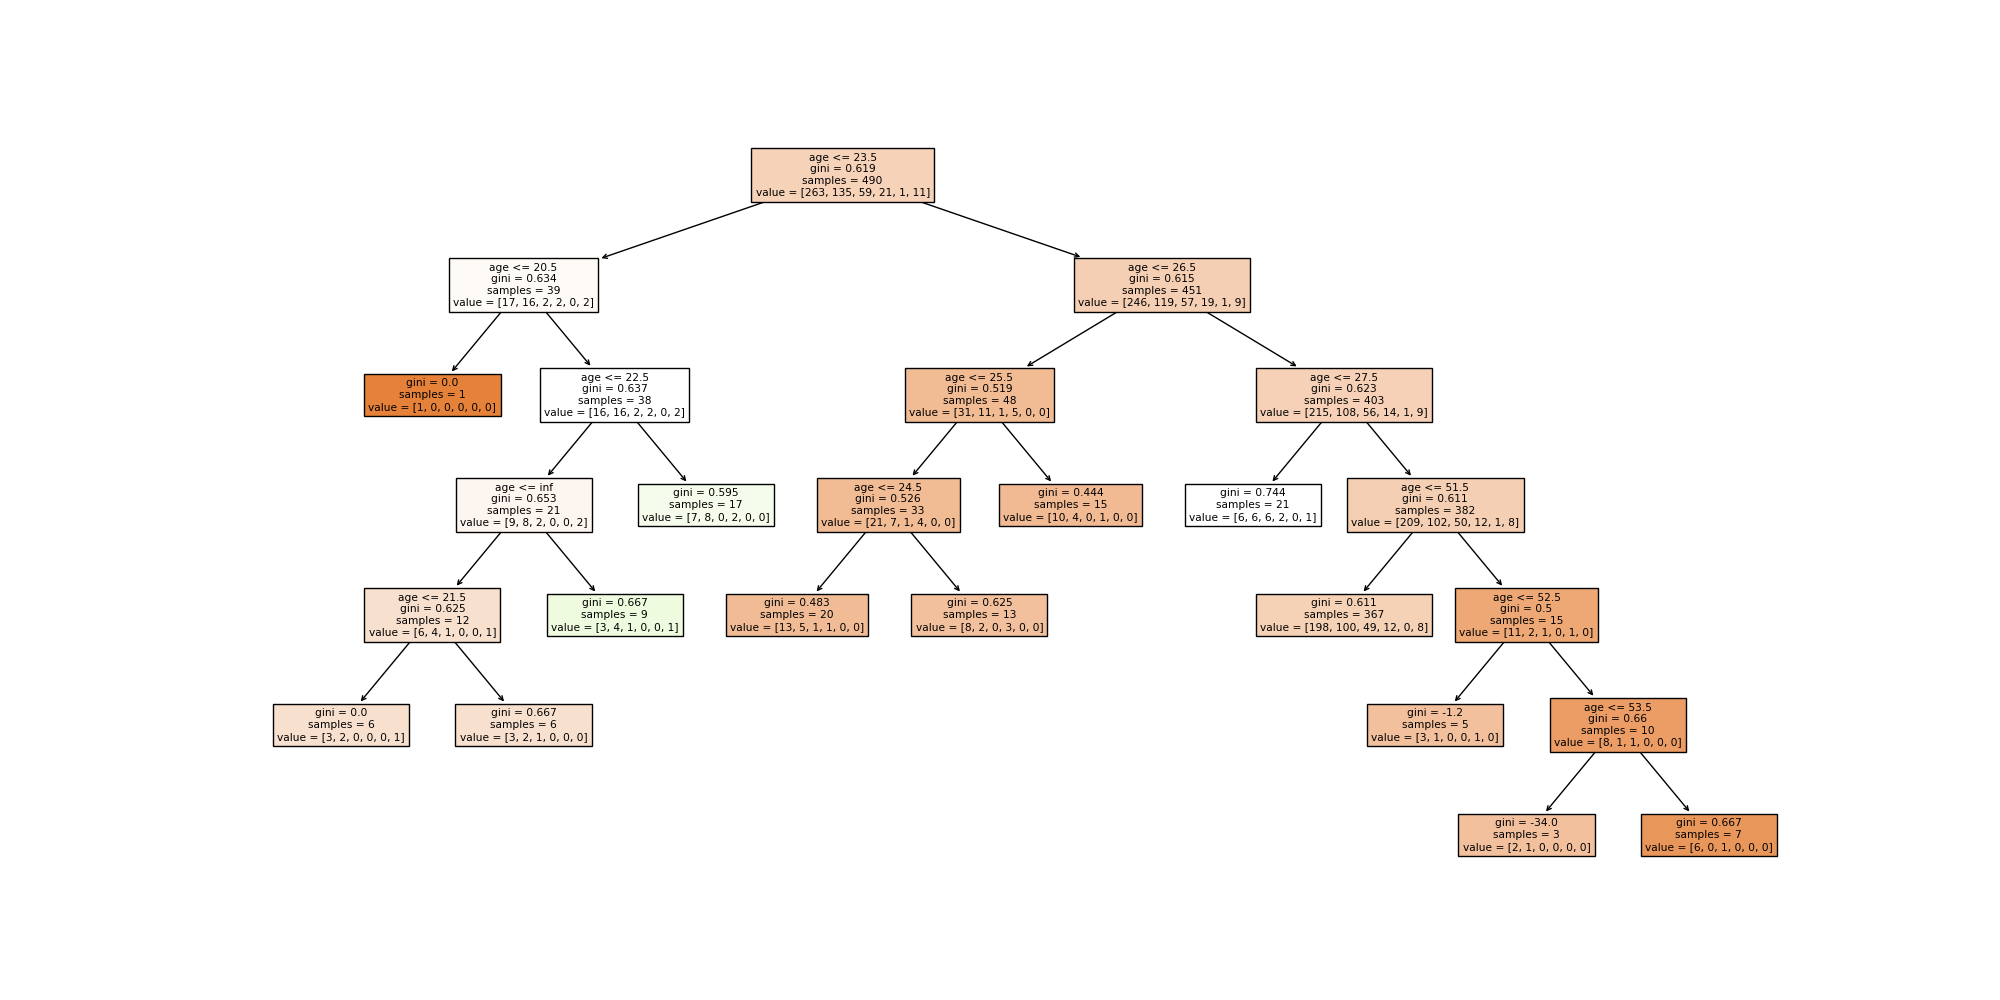 age <= 23.5
gini = 0.619
samples = 490
value = [263, 135, 59, 21, 1, 11]
age <= 20.5
gini = 0.634
samples = 39
value = [17, 16, 2, 2, 0, 2]
age <= 26.5
gini = 0.615
samples = 451
value = [246, 119, 57, 19, 1, 9]
gini = 0.0
samples = 1
value = [1, 0, 0, 0, 0, 0]
age <= 22.5
gini = 0.637
samples = 38
value = [16, 16, 2, 2, 0, 2]
age <= 25.5
gini = 0.519
samples = 48
value = [31, 11, 1, 5, 0, 0]
age <= 27.5
gini = 0.623
samples = 403
value = [215, 108, 56, 14, 1, 9]
age <= inf
gini = 0.653
samples = 21
value = [9, 8, 2, 0, 0, 2]
gini = 0.595
samples = 17
value = [7, 8, 0, 2, 0, 0]
age <= 24.5
gini = 0.526
samples = 33
value = [21, 7, 1, 4, 0, 0]
gini = 0.444
samples = 15
value = [10, 4, 0, 1, 0, 0]
gini = 0.744
samples = 21
value = [6, 6, 6, 2, 0, 1]
age <= 51.5
gini = 0.611
samples = 382
value = [209, 102, 50, 12, 1, 8]
age <= 21.5
gini = 0.625
samples = 12
value = [6, 4, 1, 0, 0, 1]
gini = 0.667
samples = 9
value = [3, 4, 1, 0, 0, 1]
gini = 0.483
samples = 20
value = [13, 5, 1, 1, 0, 0]
gini = 0.625
samples = 13
value = [8, 2, 0, 3, 0, 0]
gini = 0.611
samples = 367
value = [198, 100, 49, 12, 0, 8]
age <= 52.5
gini = 0.5
samples = 15
value = [11, 2, 1, 0, 1, 0]
gini = 0.0
samples = 6
value = [3, 2, 0, 0, 0, 1]
gini = 0.667
samples = 6
value = [3, 2, 1, 0, 0, 0]
gini = -1.2
samples = 5
value = [3, 1, 0, 0, 1, 0]
age <= 53.5
gini = 0.66
samples = 10
value = [8, 1, 1, 0, 0, 0]
gini = -34.0
samples = 3
value = [2, 1, 0, 0, 0, 0]
gini = 0.667
samples = 7
value = [6, 0, 1, 0, 0, 0]